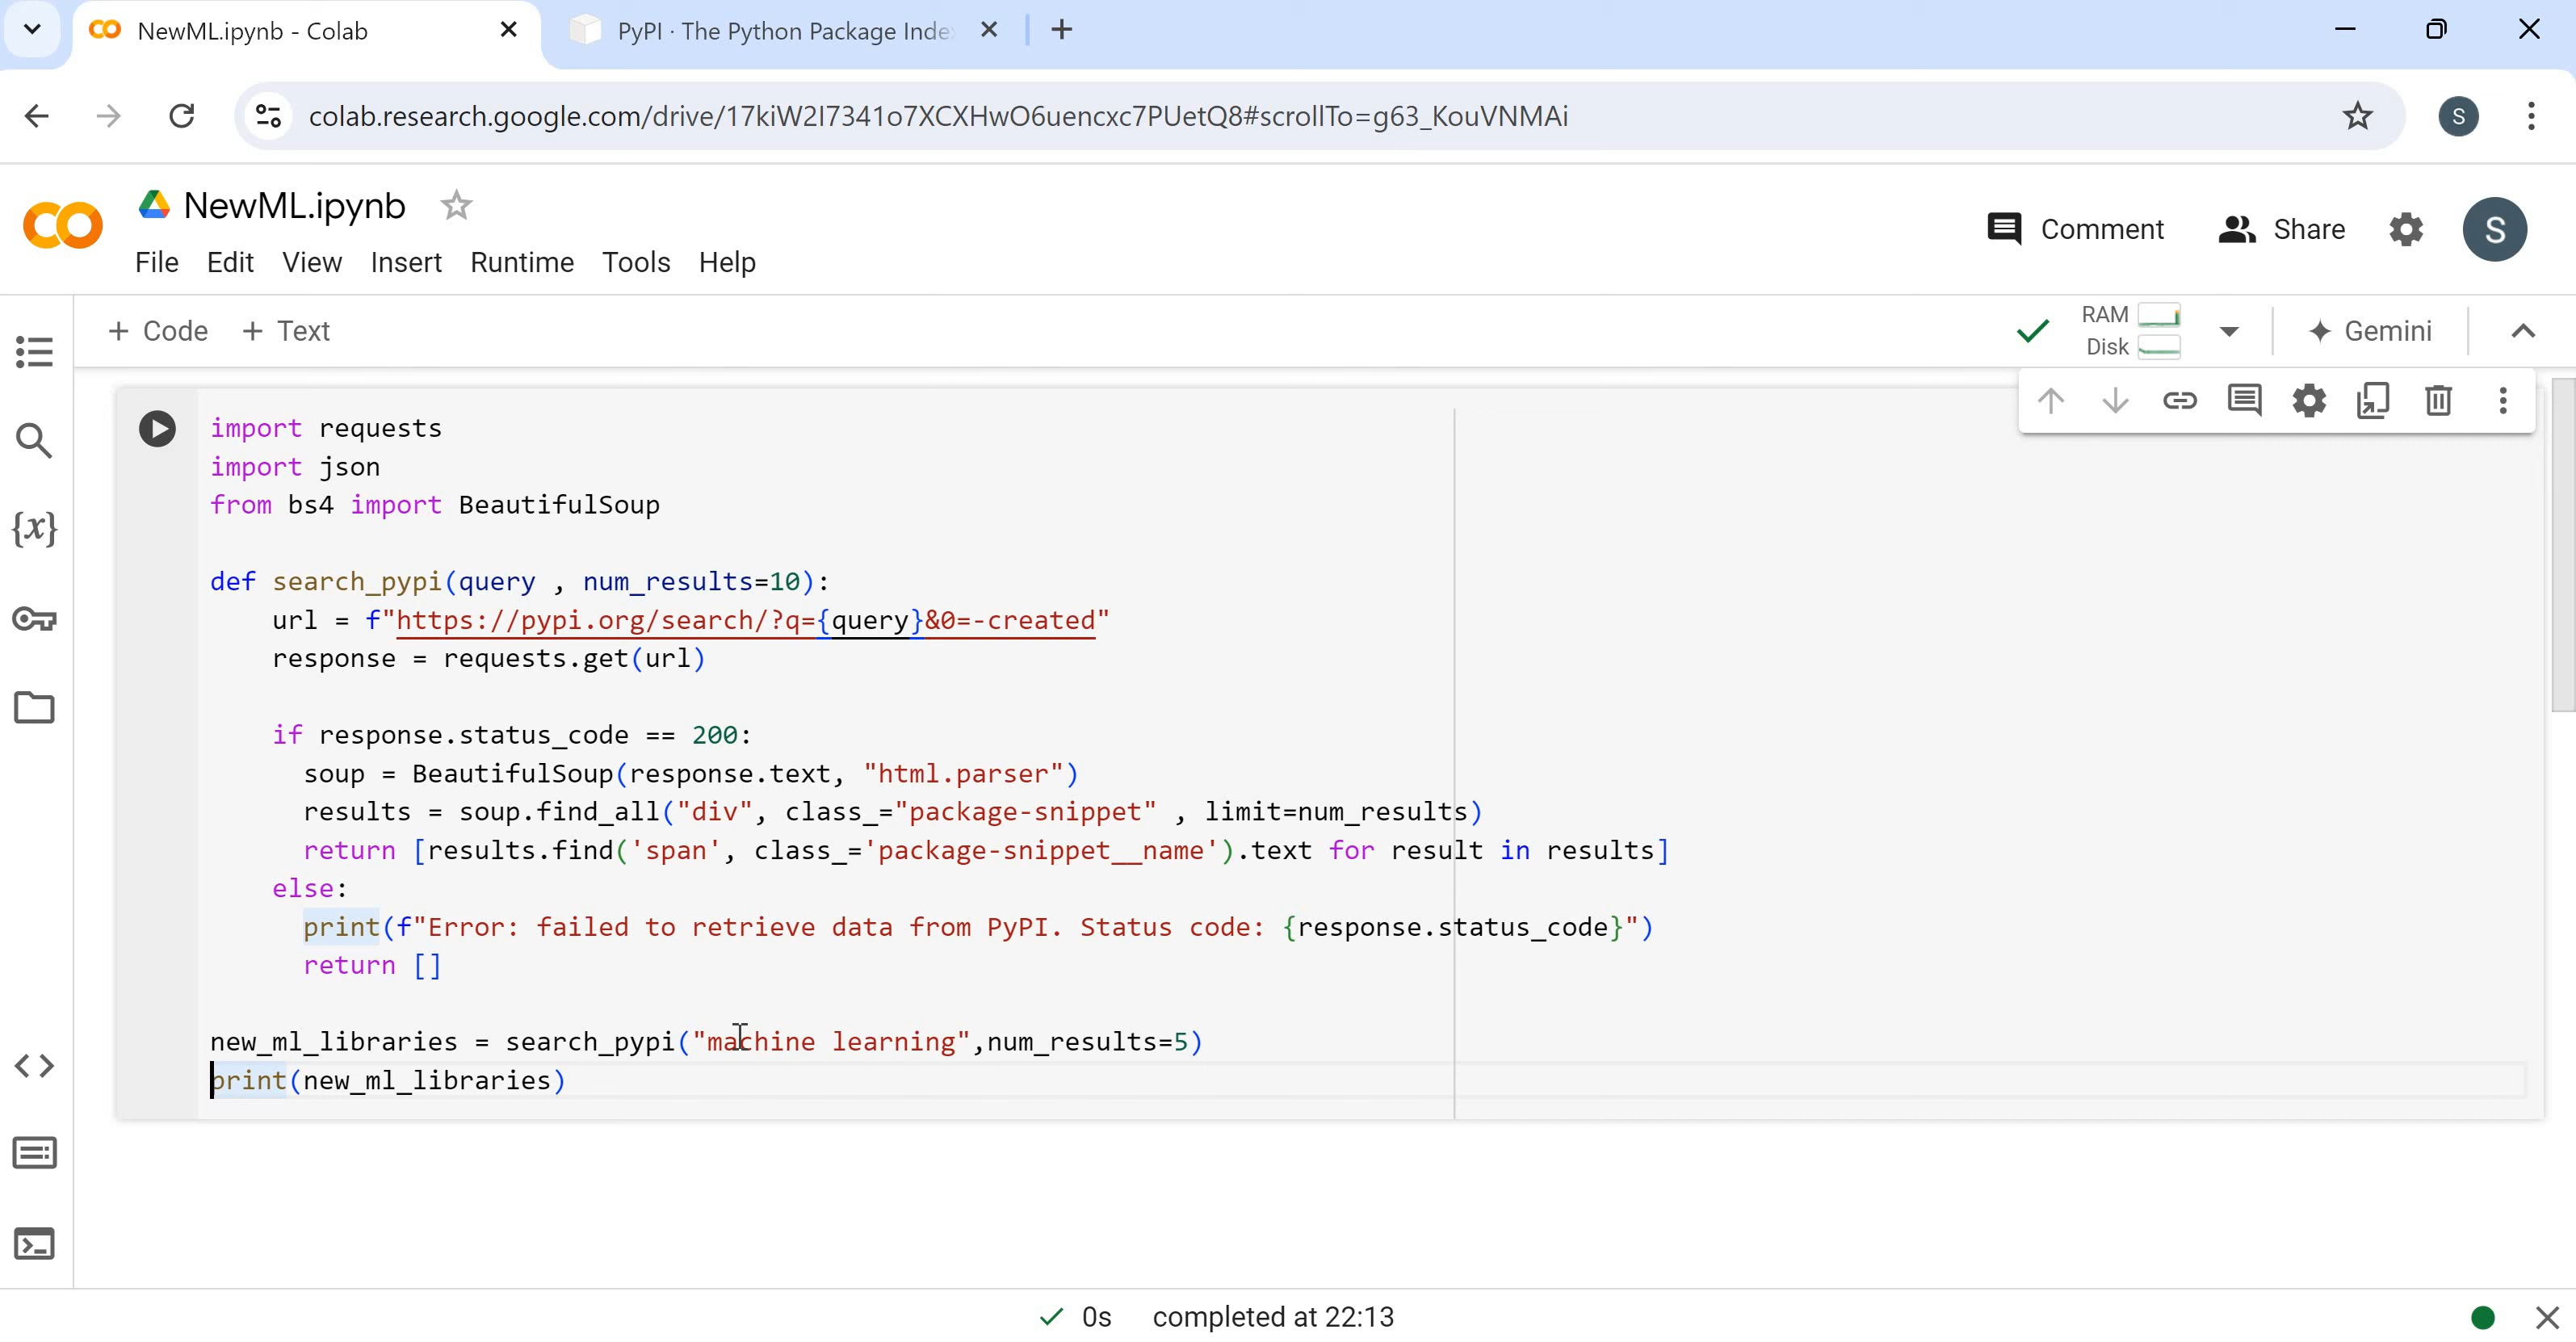 NewML.ipynb - Colab
PyPI · The Python Package Inde
colab.research.google.com/drive/17kiW2I7341o7XCXHwO6uencxc7PUetQ8#scrollTo=g63_KouVNMAi
S
NewML.ipynb
File Edit View Insert Runtime Tools Help
Comment
Share
S
+ Code + Text
RAM
Disk
Gemini
{x}
import requests
import json
from bs4 import BeautifulSoup
def search_pypi(query , num_results=10):
url = f"https://pypi.org/search/?q={query}&0=-created"
response = requests.get(url)
if response.status_code == 200:
soup = BeautifulSoup(response.text, "html.parser")
results = soup.find_all("div", class_="package-snippet" , limit=num_results)
return [results.find('span', class_='package-snippet__name').text for result in results]
else:
print(f"Error: failed to retrieve data from PyPI. Status code: {response.status_code}")
return []
new_ml_libraries = search_pypi("machine learning",num_results=5)
print(new_ml_libraries)
0s completed at 22:13